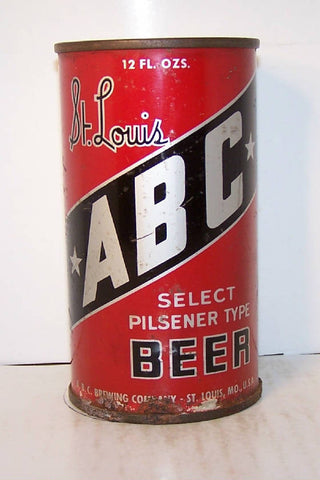 12 FL. OZS.
St. Louis
ABC
SELECT
PILSENER TYPE
BEER
B. C. BREWING COMPANY - ST. LOUIS, MO., U.S.A.